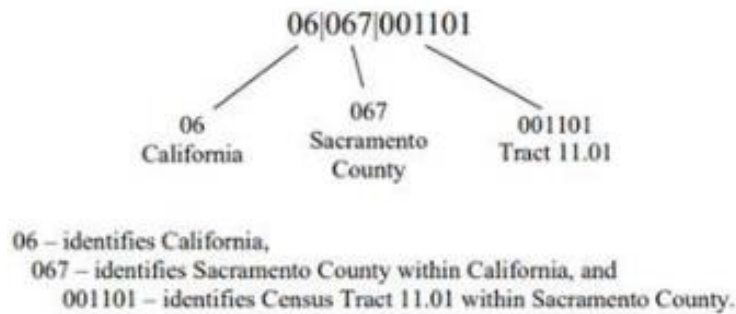 06|067|001101
06
California
067
Sacramento
County
001101
Tract 11.01
06 – identifies California,
067 – identifies Sacramento County within California, and
001101 – identifies Census Tract 11.01 within Sacramento County.